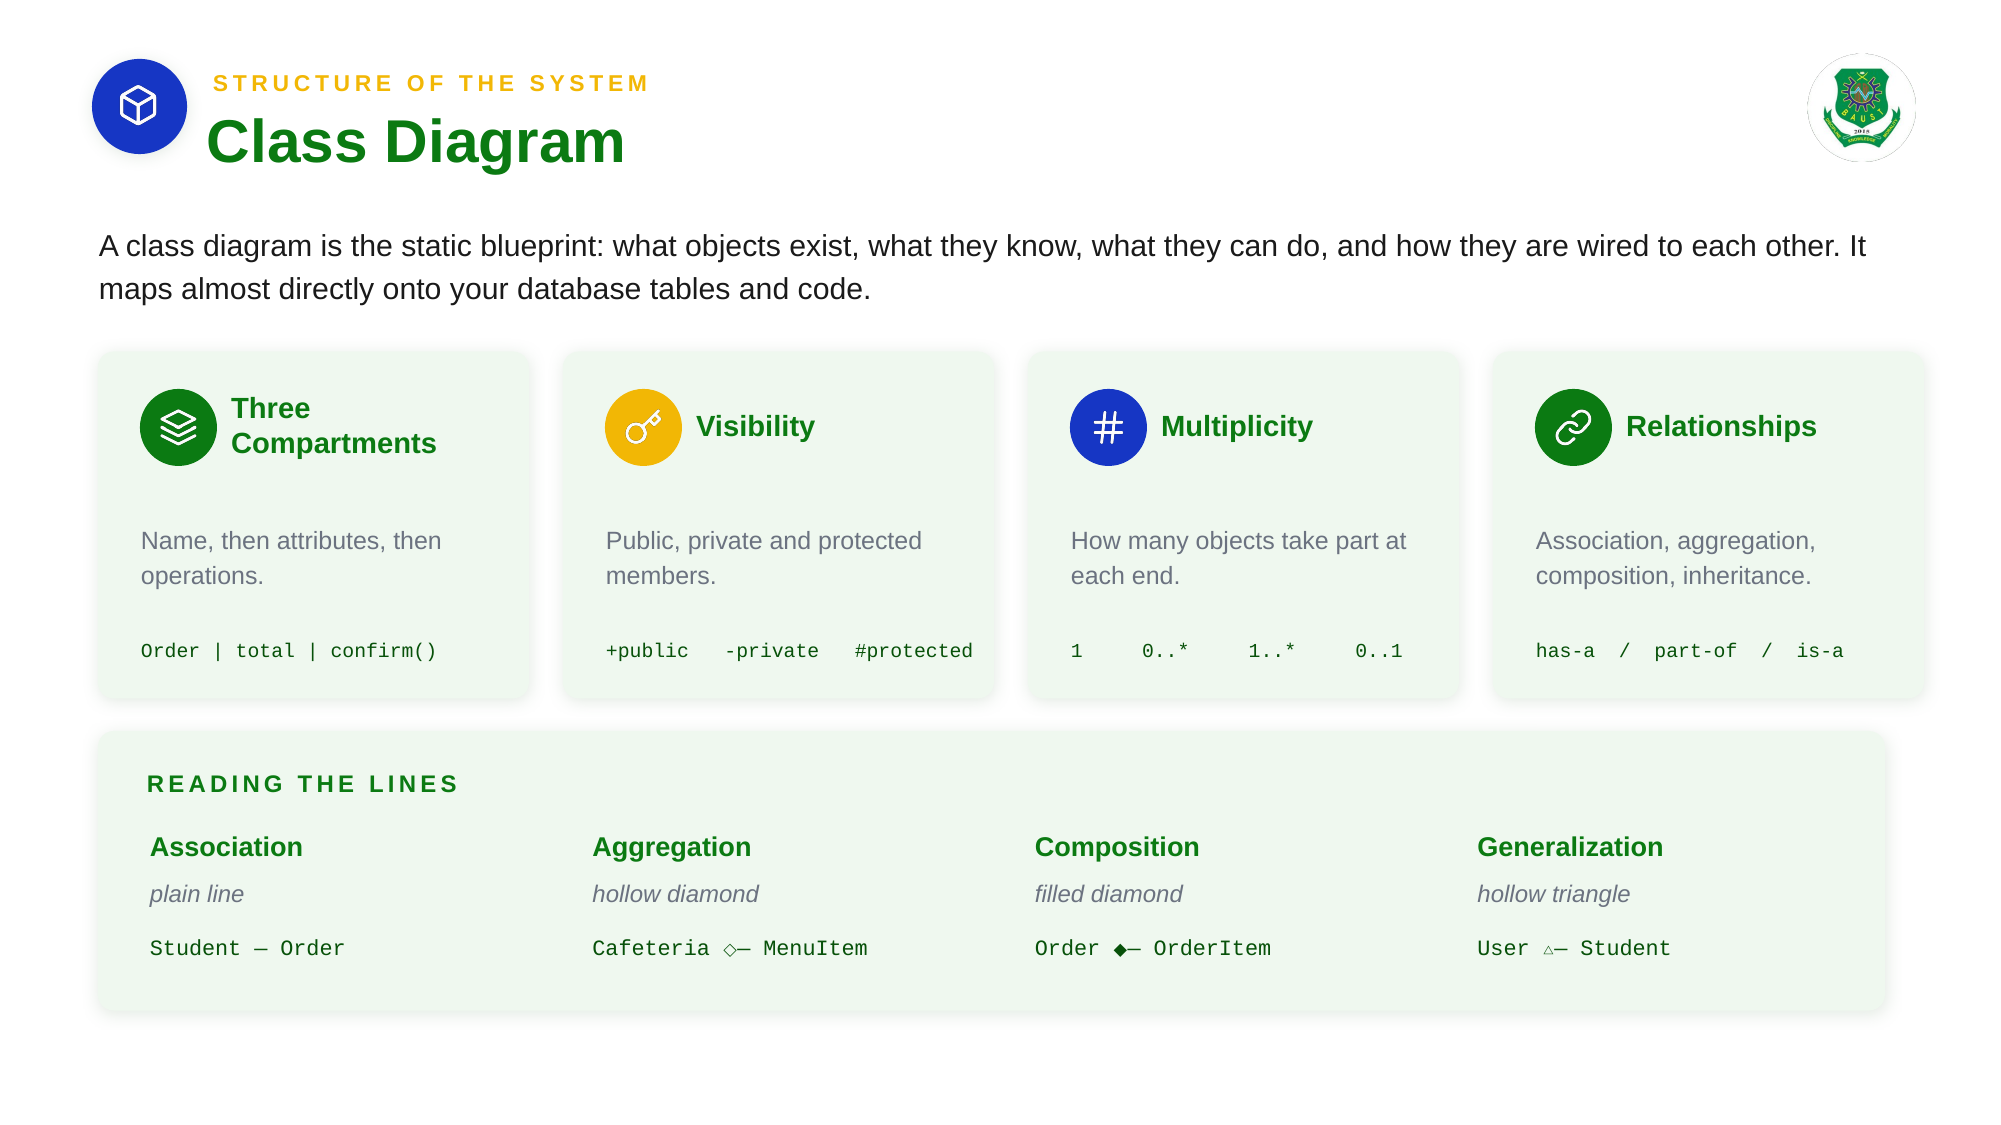 STRUCTURE OF THE SYSTEM
Class Diagram
BAUST
2015
KNOWLEDGE
A class diagram is the static blueprint: what objects exist, what they know, what they can do, and how they are wired to each other. It
maps almost directly onto your database tables and code.
Three
Compartments
Name, then attributes, then
operations.
Order | total | confirm()
Visibility
Public, private and protected
members.
+public   -private   #protected
Multiplicity
How many objects take part at
each end.
1     0..*     1..*     0..1
Relationships
Association, aggregation,
composition, inheritance.
has-a  /  part-of  /  is-a
READING THE LINES
Association
plain line
Student — Order
Aggregation
hollow diamond
Cafeteria ◇— MenuItem
Composition
filled diamond
Order ◆— OrderItem
Generalization
hollow triangle
User △— Student